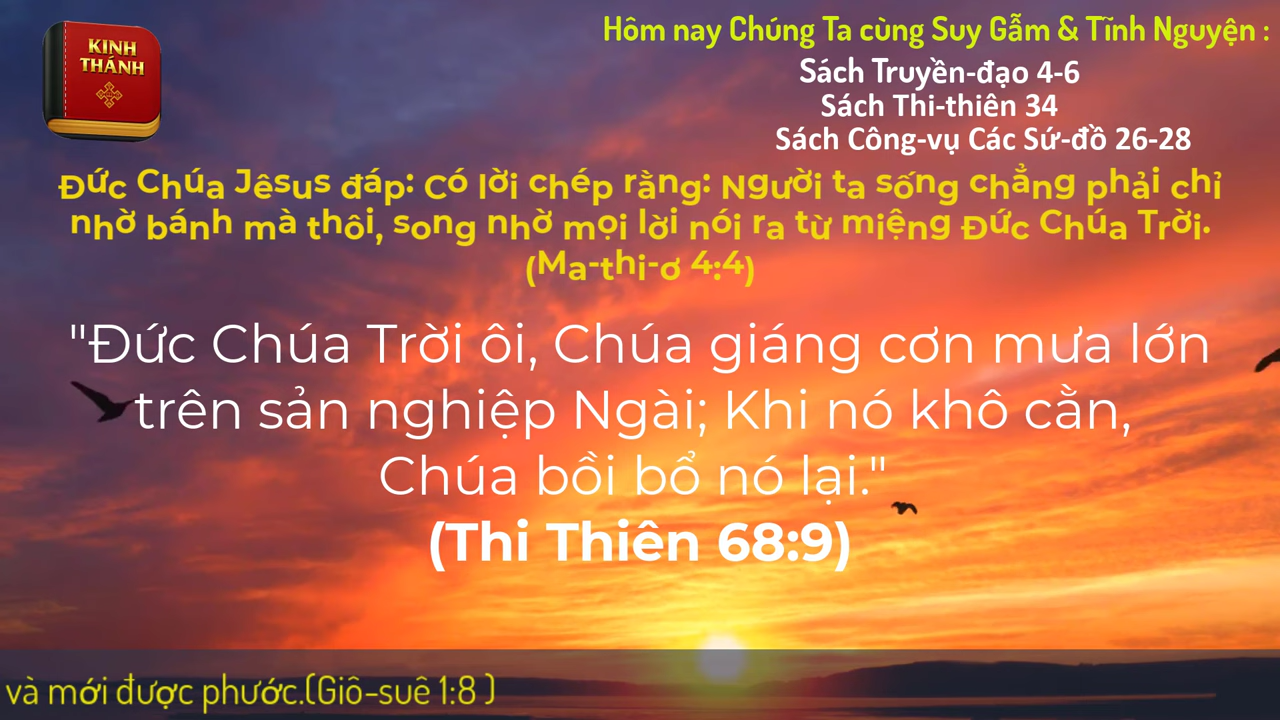 KINH
THÁNH
Hôm nay Chúng Ta cùng Suy Gẫm & Tĩnh Nguyện :
Sách Truyền-đạo 4-6
Sách Thi-thiên 34
Sách Công-vụ Các Sứ-đồ 26-28
Đức Chúa Jêsus đáp: Có lời chép rằng: Người ta sống chẳng phải chỉ
nhờ bánh mà thôi, song nhờ mọi lời nói ra từ miệng Đức Chúa Trời.
(Ma-thi-ơ 4:4)
"Đức Chúa Trời ôi, Chúa giáng cơn mưa lớn
trên sản nghiệp Ngài; Khi nó khô cằn,
Chúa bồi bổ nó lại."
(Thi Thiên 68:9)
và mới được phước.(Giô-suê 1:8 )